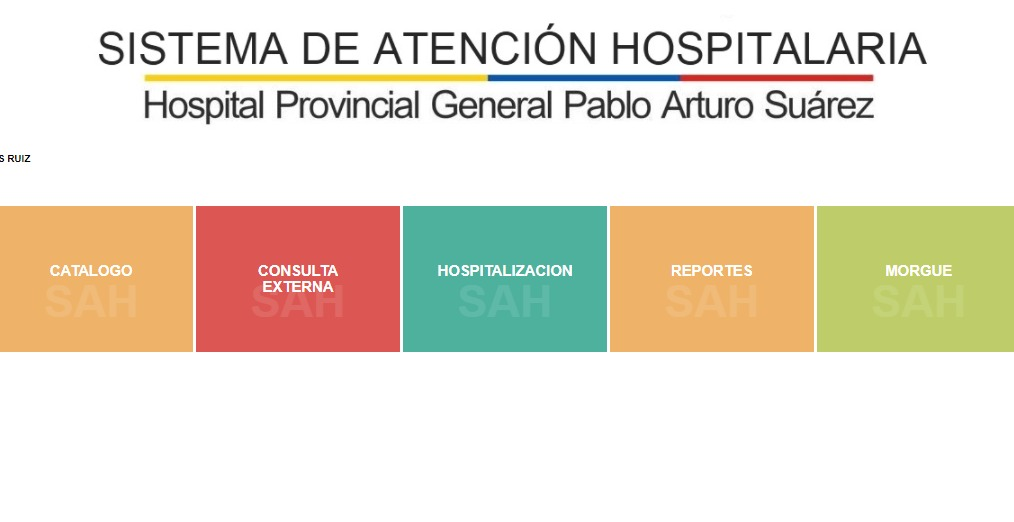 SISTEMA DE ATENCIÓN HOSPITALARIA
Hospital Provincial General Pablo Arturo Suárez
S RUIZ
CATALOGO
SAH
CONSULTA
EXTERNA
SAH
HOSPITALIZACION
SAH
REPORTES
SAH
MORGUE
SAH